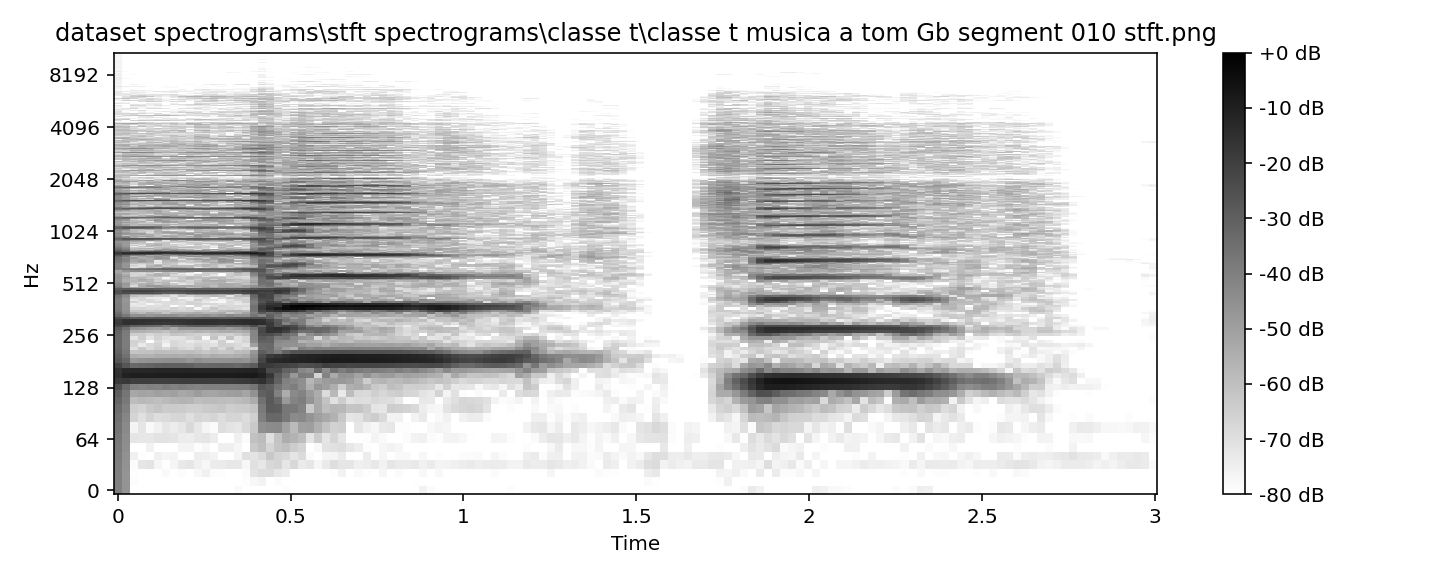 dataset spectrograms\stft spectrograms\classe t\classe t musica a tom Gb segment 010 stft.png
8192
4096
2048
1024
512
256
128
64
0
Hz
0 0.5 1 1.5 2 2.5 3
Time
+0 dB
-10 dB
-20 dB
-30 dB
-40 dB
-50 dB
-60 dB
-70 dB
-80 dB